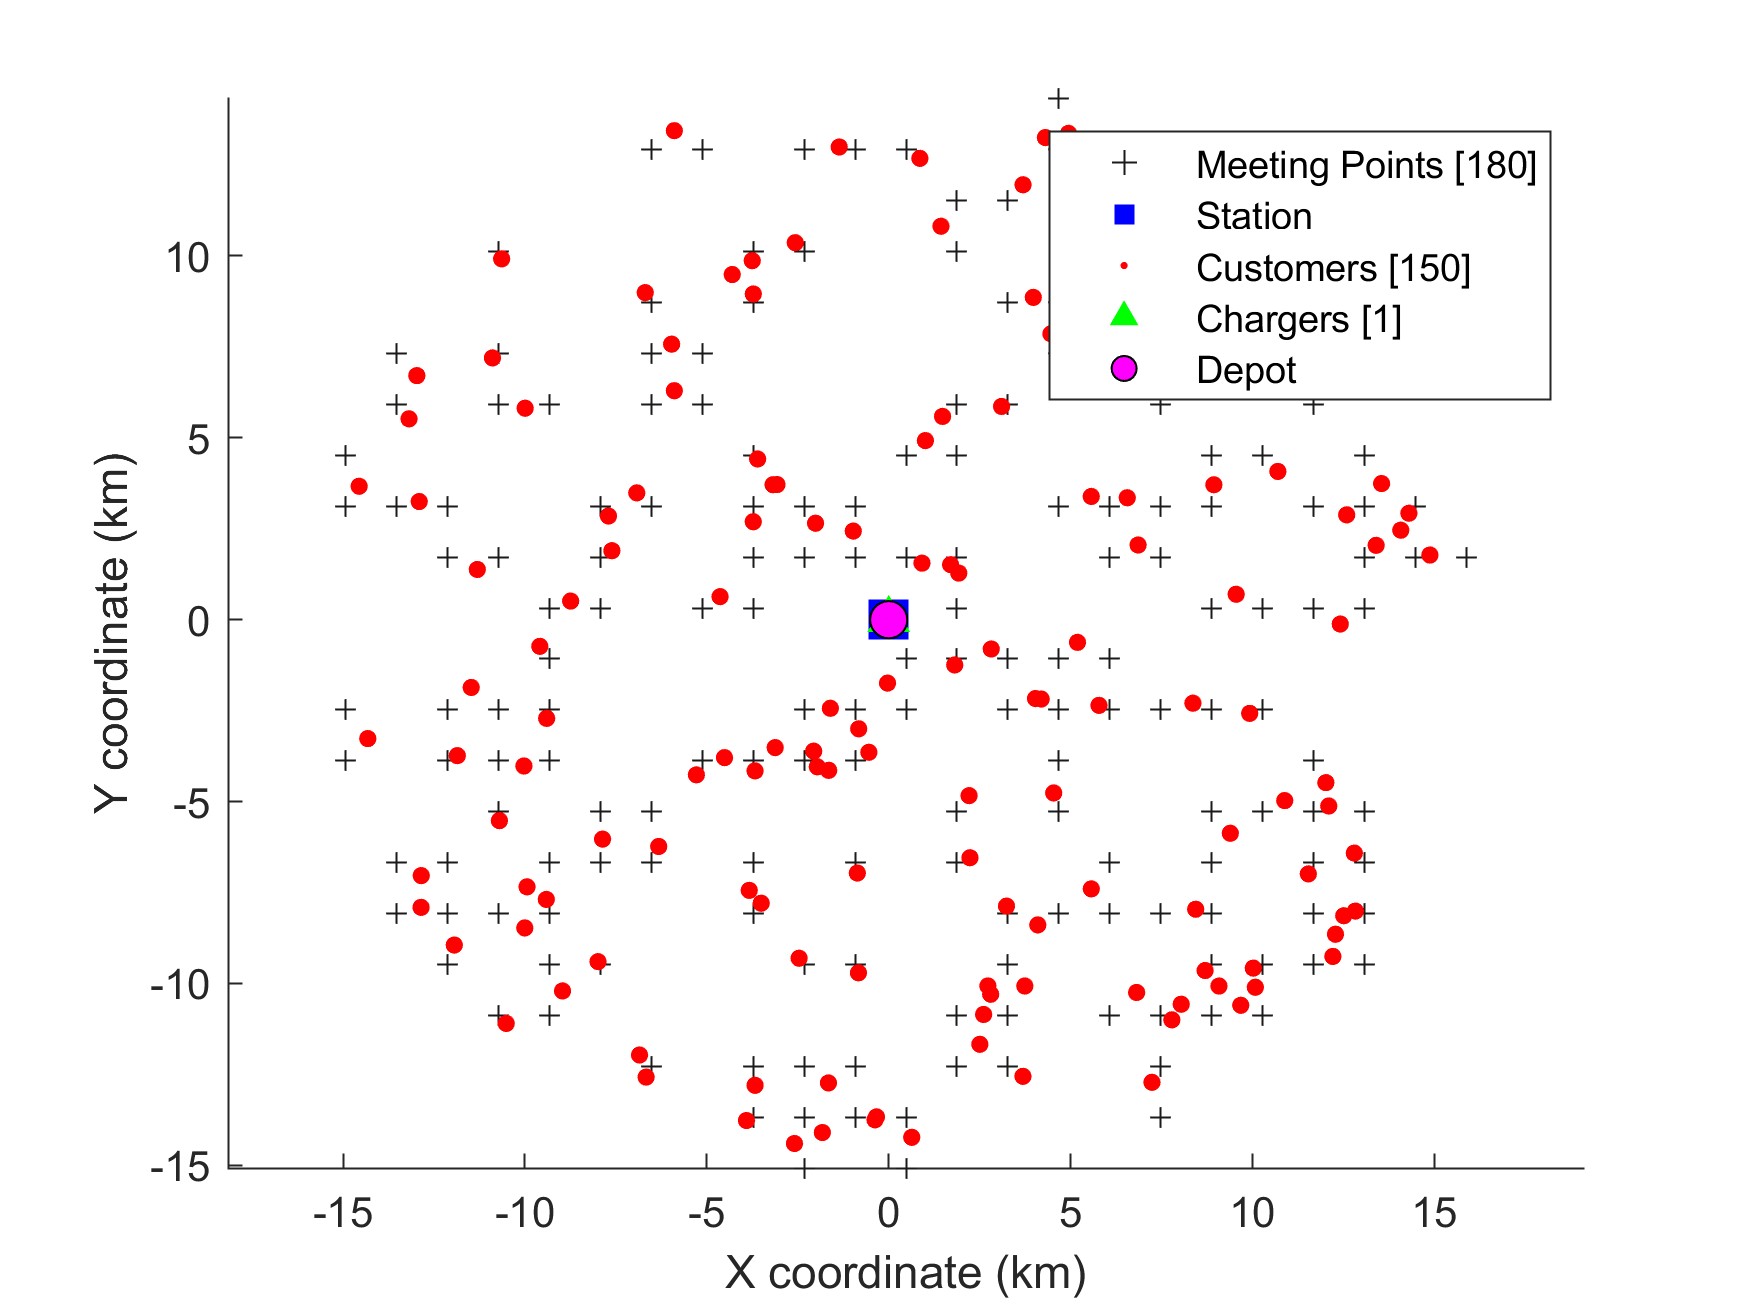 Meeting Points [180]
Station
Customers [150]
Chargers [1]
Depot
10
5
0
-5
-10
-15
Y coordinate (km)
-15 -10 -5 0 5 10 15
X coordinate (km)